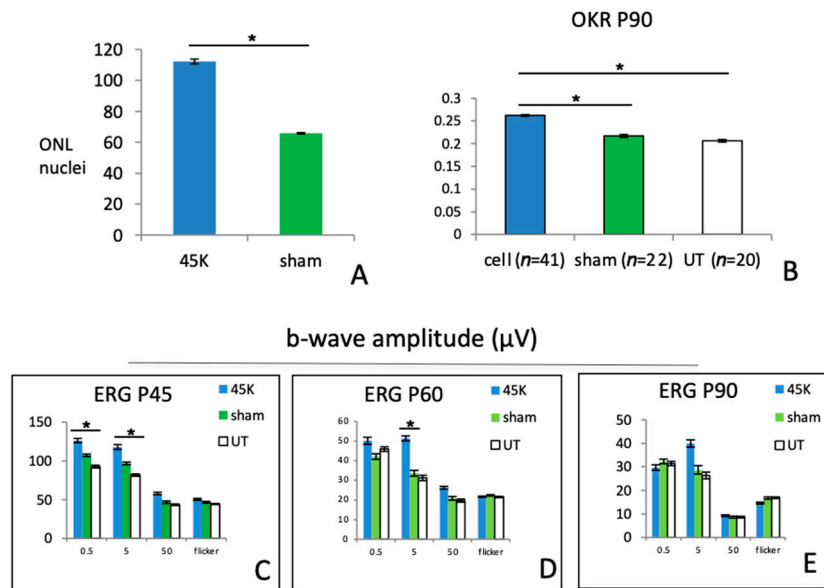 *
120
100
80
60
40
20
0
ONL
nuclei
45K
sham
A
OKR P90
*
*
0.3
0.25
0.2
0.15
0.1
0.05
0
cell (n=41)
sham (n=22)
UT (n=20)
B
b-wave amplitude (μV)
ERG P45
45K
sham
UT
*
*
150
100
50
0
0.5
5
50
flicker
C
ERG P60
45K
sham
UT
*
60
50
40
30
20
10
0
0.5
5
50
flicker
D
ERG P90
45K
sham
UT
50
40
30
20
10
0
0.5
5
50
flicker
E